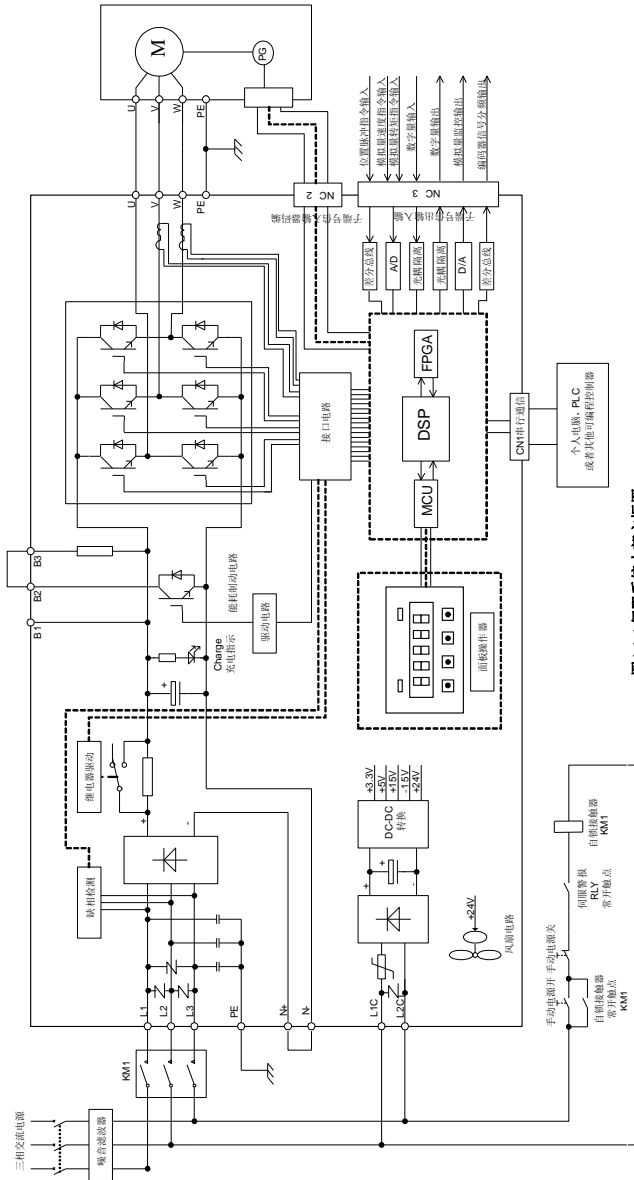 三相交流电源
噪音滤波器
KM1
L1
L2
L3
PE
N+
N-
L1C
L2C
缺相检测
继电器驱动
+
-
+
Charge
充电指示
B1
B2
B3
能耗制动电路
驱动电路
接口电路
U
V
W
PE
U
V
W
PE
M
PG
+
-
+
DC-DC
转换
+3.3V
+5V
+15V
-15V
+24V
+24V
风扇电路
面板操作器
MCU
DSP
FPGA
差分总线
A/D
光耦隔离
光耦隔离
D/A
差分总线
NC 2
子端号信入输器码编
NC 3
子端号信出输入输
位置脉冲指令输入
模拟量速度指令输入
模拟量转矩指令输入
数字量输入
数字量输出
模拟量监控输出
编码器信号分频输出
CN1串行通信
个人电脑, PLC
或者其他可编程控制器
手动电源开
手动电源关
自锁接触器
常开触点
KM1
伺服警报
RLY
常开触点
自锁接触器
KM1